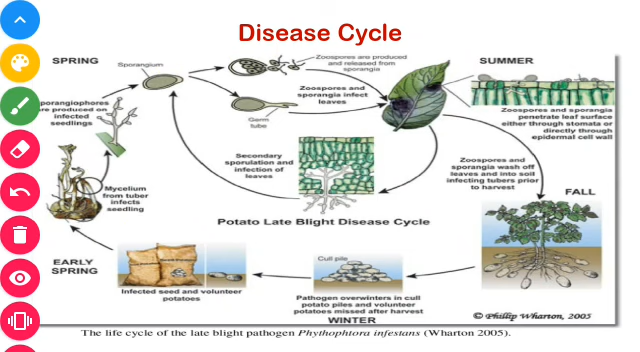 Disease Cycle
SPRING
Sporangium
Zoospores are produced
and released from
sporangia
SUMMER
Sporangiophores
are produced on
infected
seedlings
Zoospores and
sporangia infect
leaves
Germ
tube
Zoospores and sporangia
penetrate leaf surface
either through stomata or
directly through
epidermal cell wall
Secondary
sporulation and
infection of
leaves
Zoospores and
sporangia wash off
leaves and into soil
infecting tubers prior
to harvest
Mycelium
from tuber
infects
seedling
FALL
Potato Late Blight Disease Cycle
EARLY
SPRING
Cull pile
Infected seed and volunteer
potatoes
Pathogen overwinters in cull
potato piles and volunteer
potatoes missed after harvest
WINTER
© Phillip Wharton, 2005
The life cycle of the late blight pathogen Phythophtora infestans (Wharton 2005).